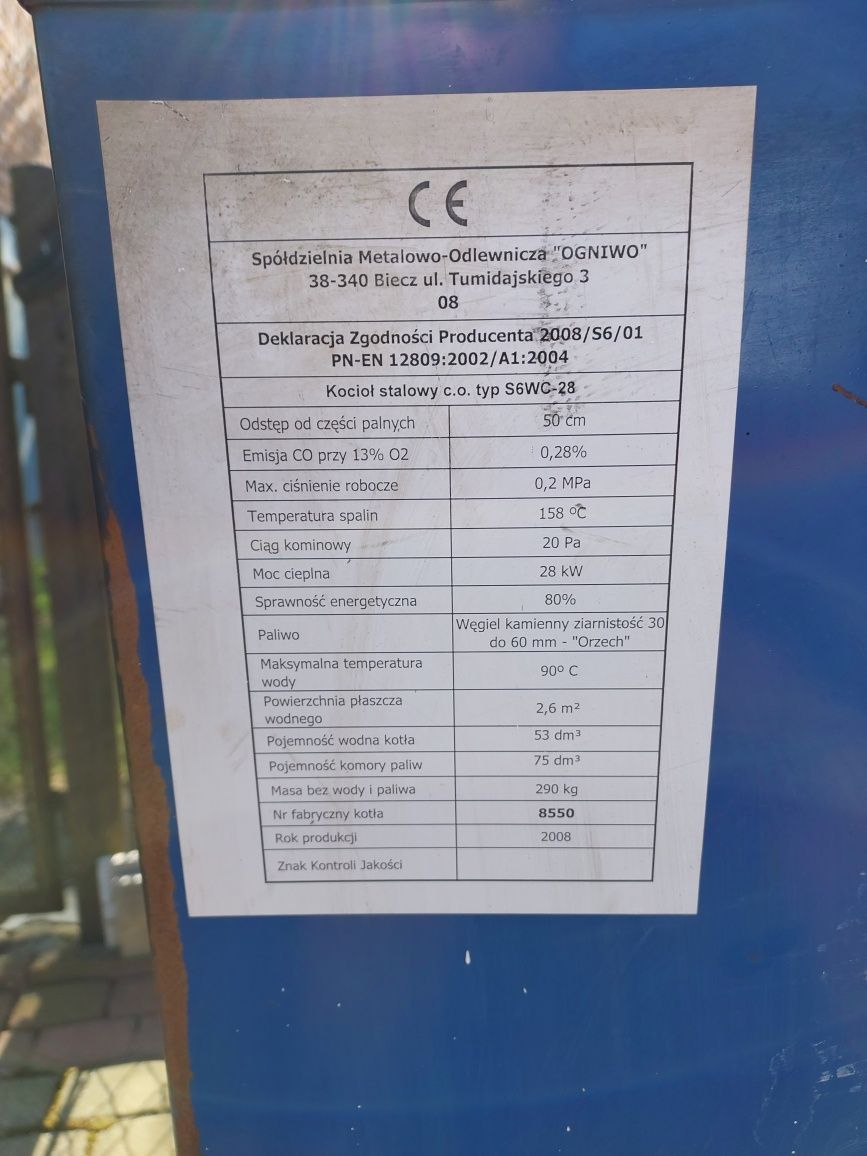 CE
Spółdzielnia Metalowo-Odlewnicza "OGNIWO"
38-340 Biecz ul. Tumidajskiego 3
08
Deklaracja Zgodności Producenta 2008/S6/01
PN-EN 12809:2002/A1:2004
Kocioł stalowy c.o. typ S6WC-28
Odstęp od części palnych 50 cm
Emisja CO przy 13% O2 0,28%
Max. ciśnienie robocze 0,2 MPa
Temperatura spalin 158 ºC
Ciąg kominowy 20 Pa
Moc cieplna 28 kW
Sprawność energetyczna 80%
Paliwo Węgiel kamienny ziarnistość 30
do 60 mm - "Orzech"
Maksymalna temperatura
wody 90º C
Powierzchnia płaszcza
wodnego 2,6 m²
Pojemność wodna kotła 53 dm³
Pojemność komory paliw 75 dm³
Masa bez wody i paliwa 290 kg
Nr fabryczny kotła 8550
Rok produkcji 2008
Znak Kontroli Jakości